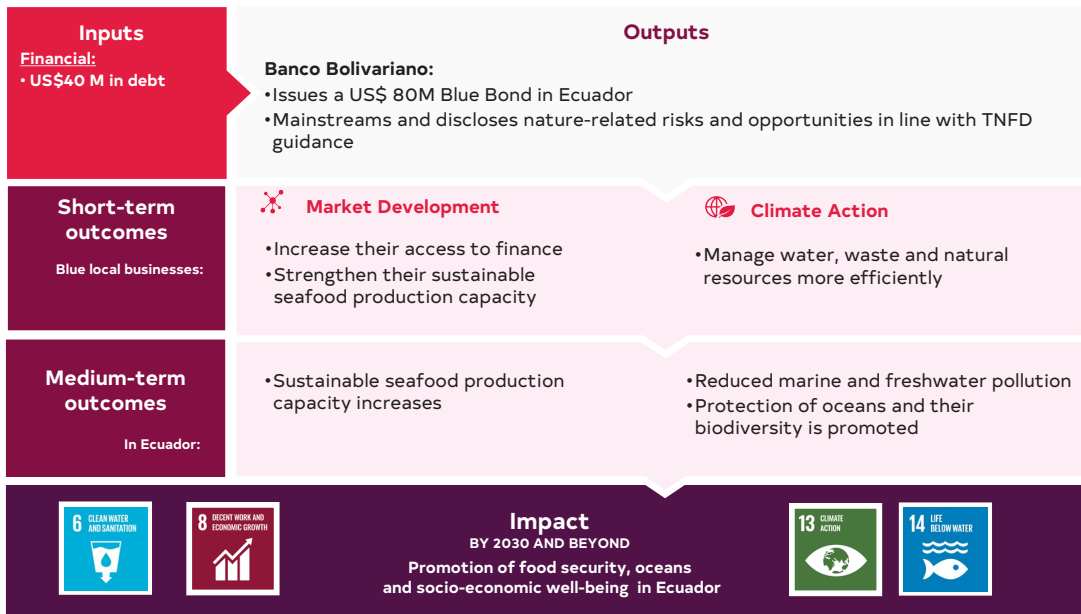 Inputs
Financial:
• US$40 M in debt
Outputs
Banco Bolivariano:
•Issues a US$ 80M Blue Bond in Ecuador
•Mainstreams and discloses nature-related risks and opportunities in line with TNFD
guidance
Short-term
outcomes
Blue local businesses:
Market Development
•Increase their access to finance
•Strengthen their sustainable
seafood production capacity
Climate Action
•Manage water, waste and natural
resources more efficiently
Medium-term
outcomes
In Ecuador:
•Sustainable seafood production
capacity increases
•Reduced marine and freshwater pollution
•Protection of oceans and their
biodiversity is promoted
6 CLEAN WATER
AND SANITATION
8 DECENT WORK AND
ECONOMIC GROWTH
Impact
BY 2030 AND BEYOND
Promotion of food security, oceans
and socio-economic well-being in Ecuador
13 CLIMATE
ACTION
14 LIFE
BELOW WATER